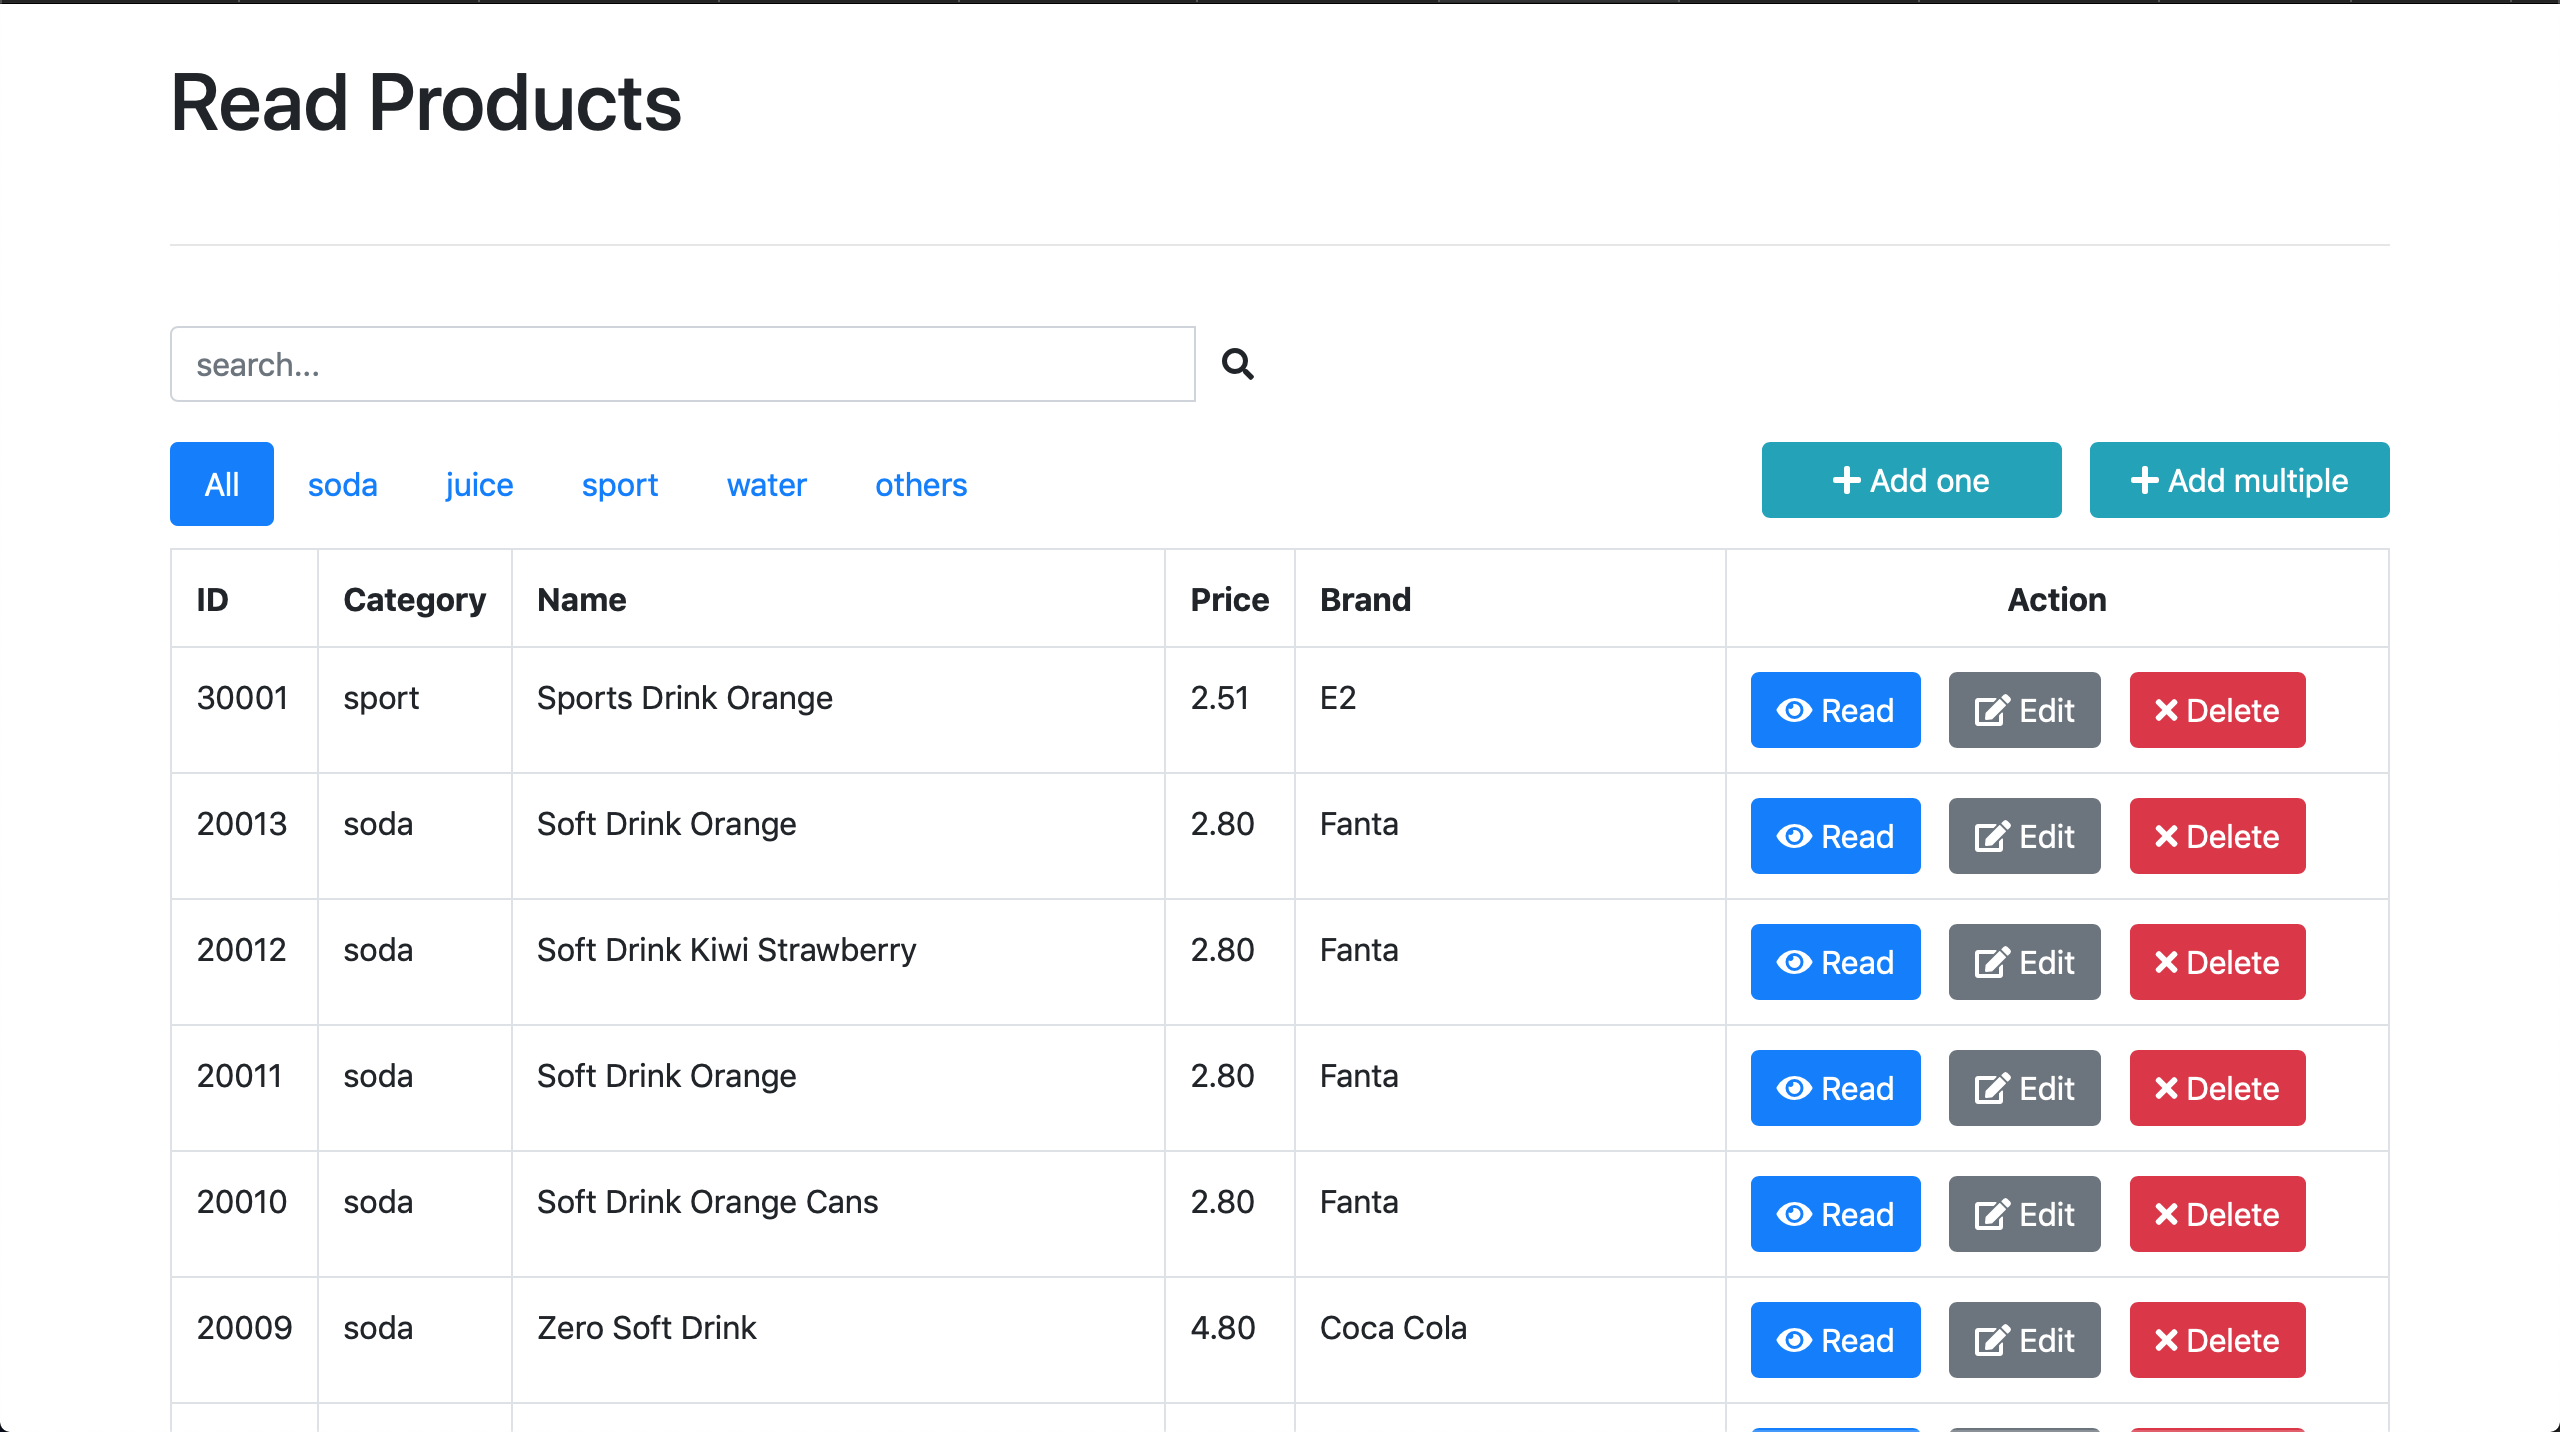 Read Products
search...
All soda juice sport water others + Add one + Add multiple
ID Category Name Price Brand Action
30001 sport Sports Drink Orange 2.51 E2 Read Edit Delete
20013 soda Soft Drink Orange 2.80 Fanta Read Edit Delete
20012 soda Soft Drink Kiwi Strawberry 2.80 Fanta Read Edit Delete
20011 soda Soft Drink Orange 2.80 Fanta Read Edit Delete
20010 soda Soft Drink Orange Cans 2.80 Fanta Read Edit Delete
20009 soda Zero Soft Drink 4.80 Coca Cola Read Edit Delete